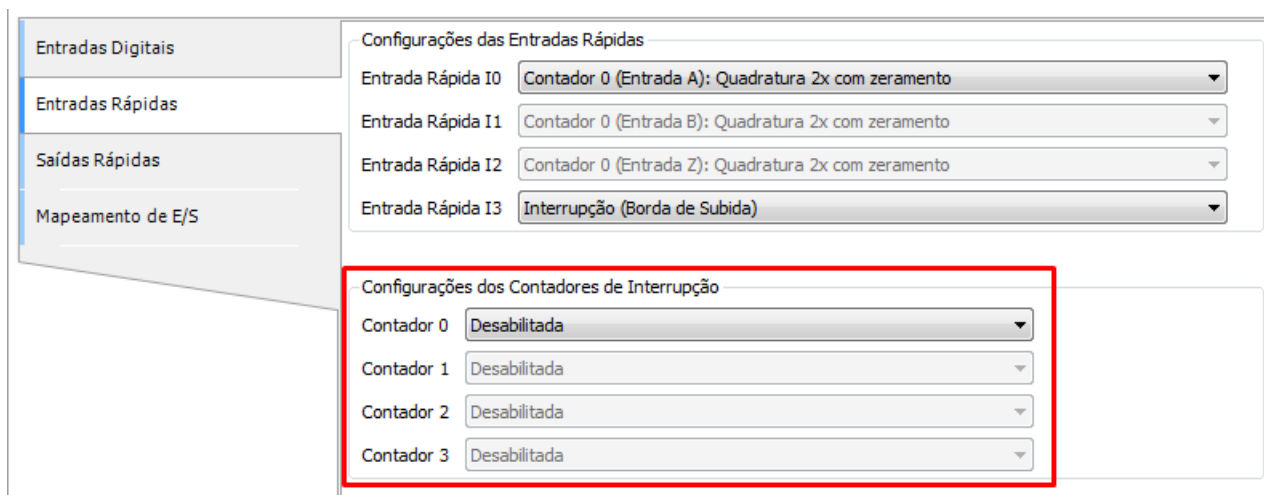 Entradas Digitais
Entradas Rápidas
Saídas Rápidas
Mapeamento de E/S
Configurações das Entradas Rápidas
Entrada Rápida I0 Contador 0 (Entrada A): Quadratura 2x com zeramento
Entrada Rápida I1 Contador 0 (Entrada B): Quadratura 2x com zeramento
Entrada Rápida I2 Contador 0 (Entrada Z): Quadratura 2x com zeramento
Entrada Rápida I3 Interrupção (Borda de Subida)
Configurações dos Contadores de Interrupção
Contador 0 Desabilitada
Contador 1 Desabilitada
Contador 2 Desabilitada
Contador 3 Desabilitada